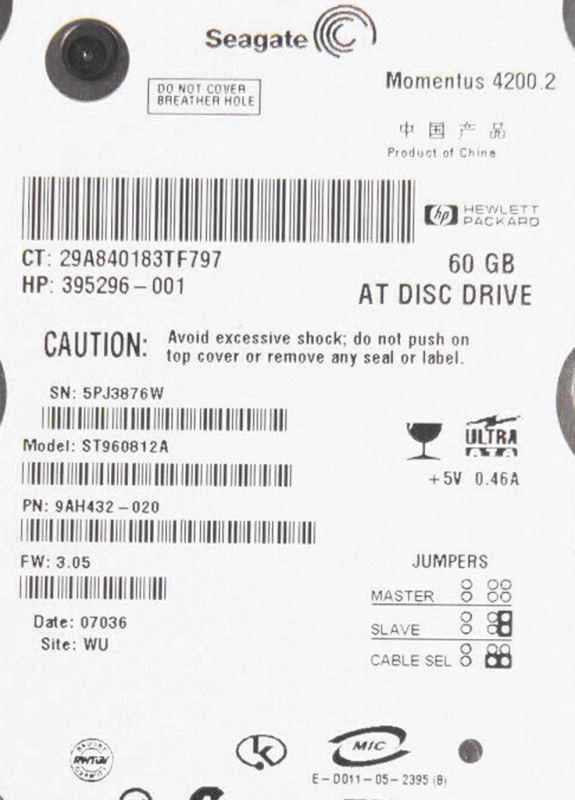 Seagate
DO NOT COVER
BREATHER HOLE
Momentus 4200.2
中国产品
Product of China
hp HEWLETT
PACKARD
CT: 29A840183TF797
HP: 395296-001
60 GB
AT DISC DRIVE
CAUTION: Avoid excessive shock; do not push on
top cover or remove any seal or label.
SN: 5PJ3876W
Model: ST960812A
ULTRA
ATA
+5V 0.46A
PN: 9AH432-020
FW: 3.05
JUMPERS
MASTER
SLAVE
CABLE SEL
Date: 07036
Site: WU
RWTÜV
MIC
E-0011-05-2395 (B)